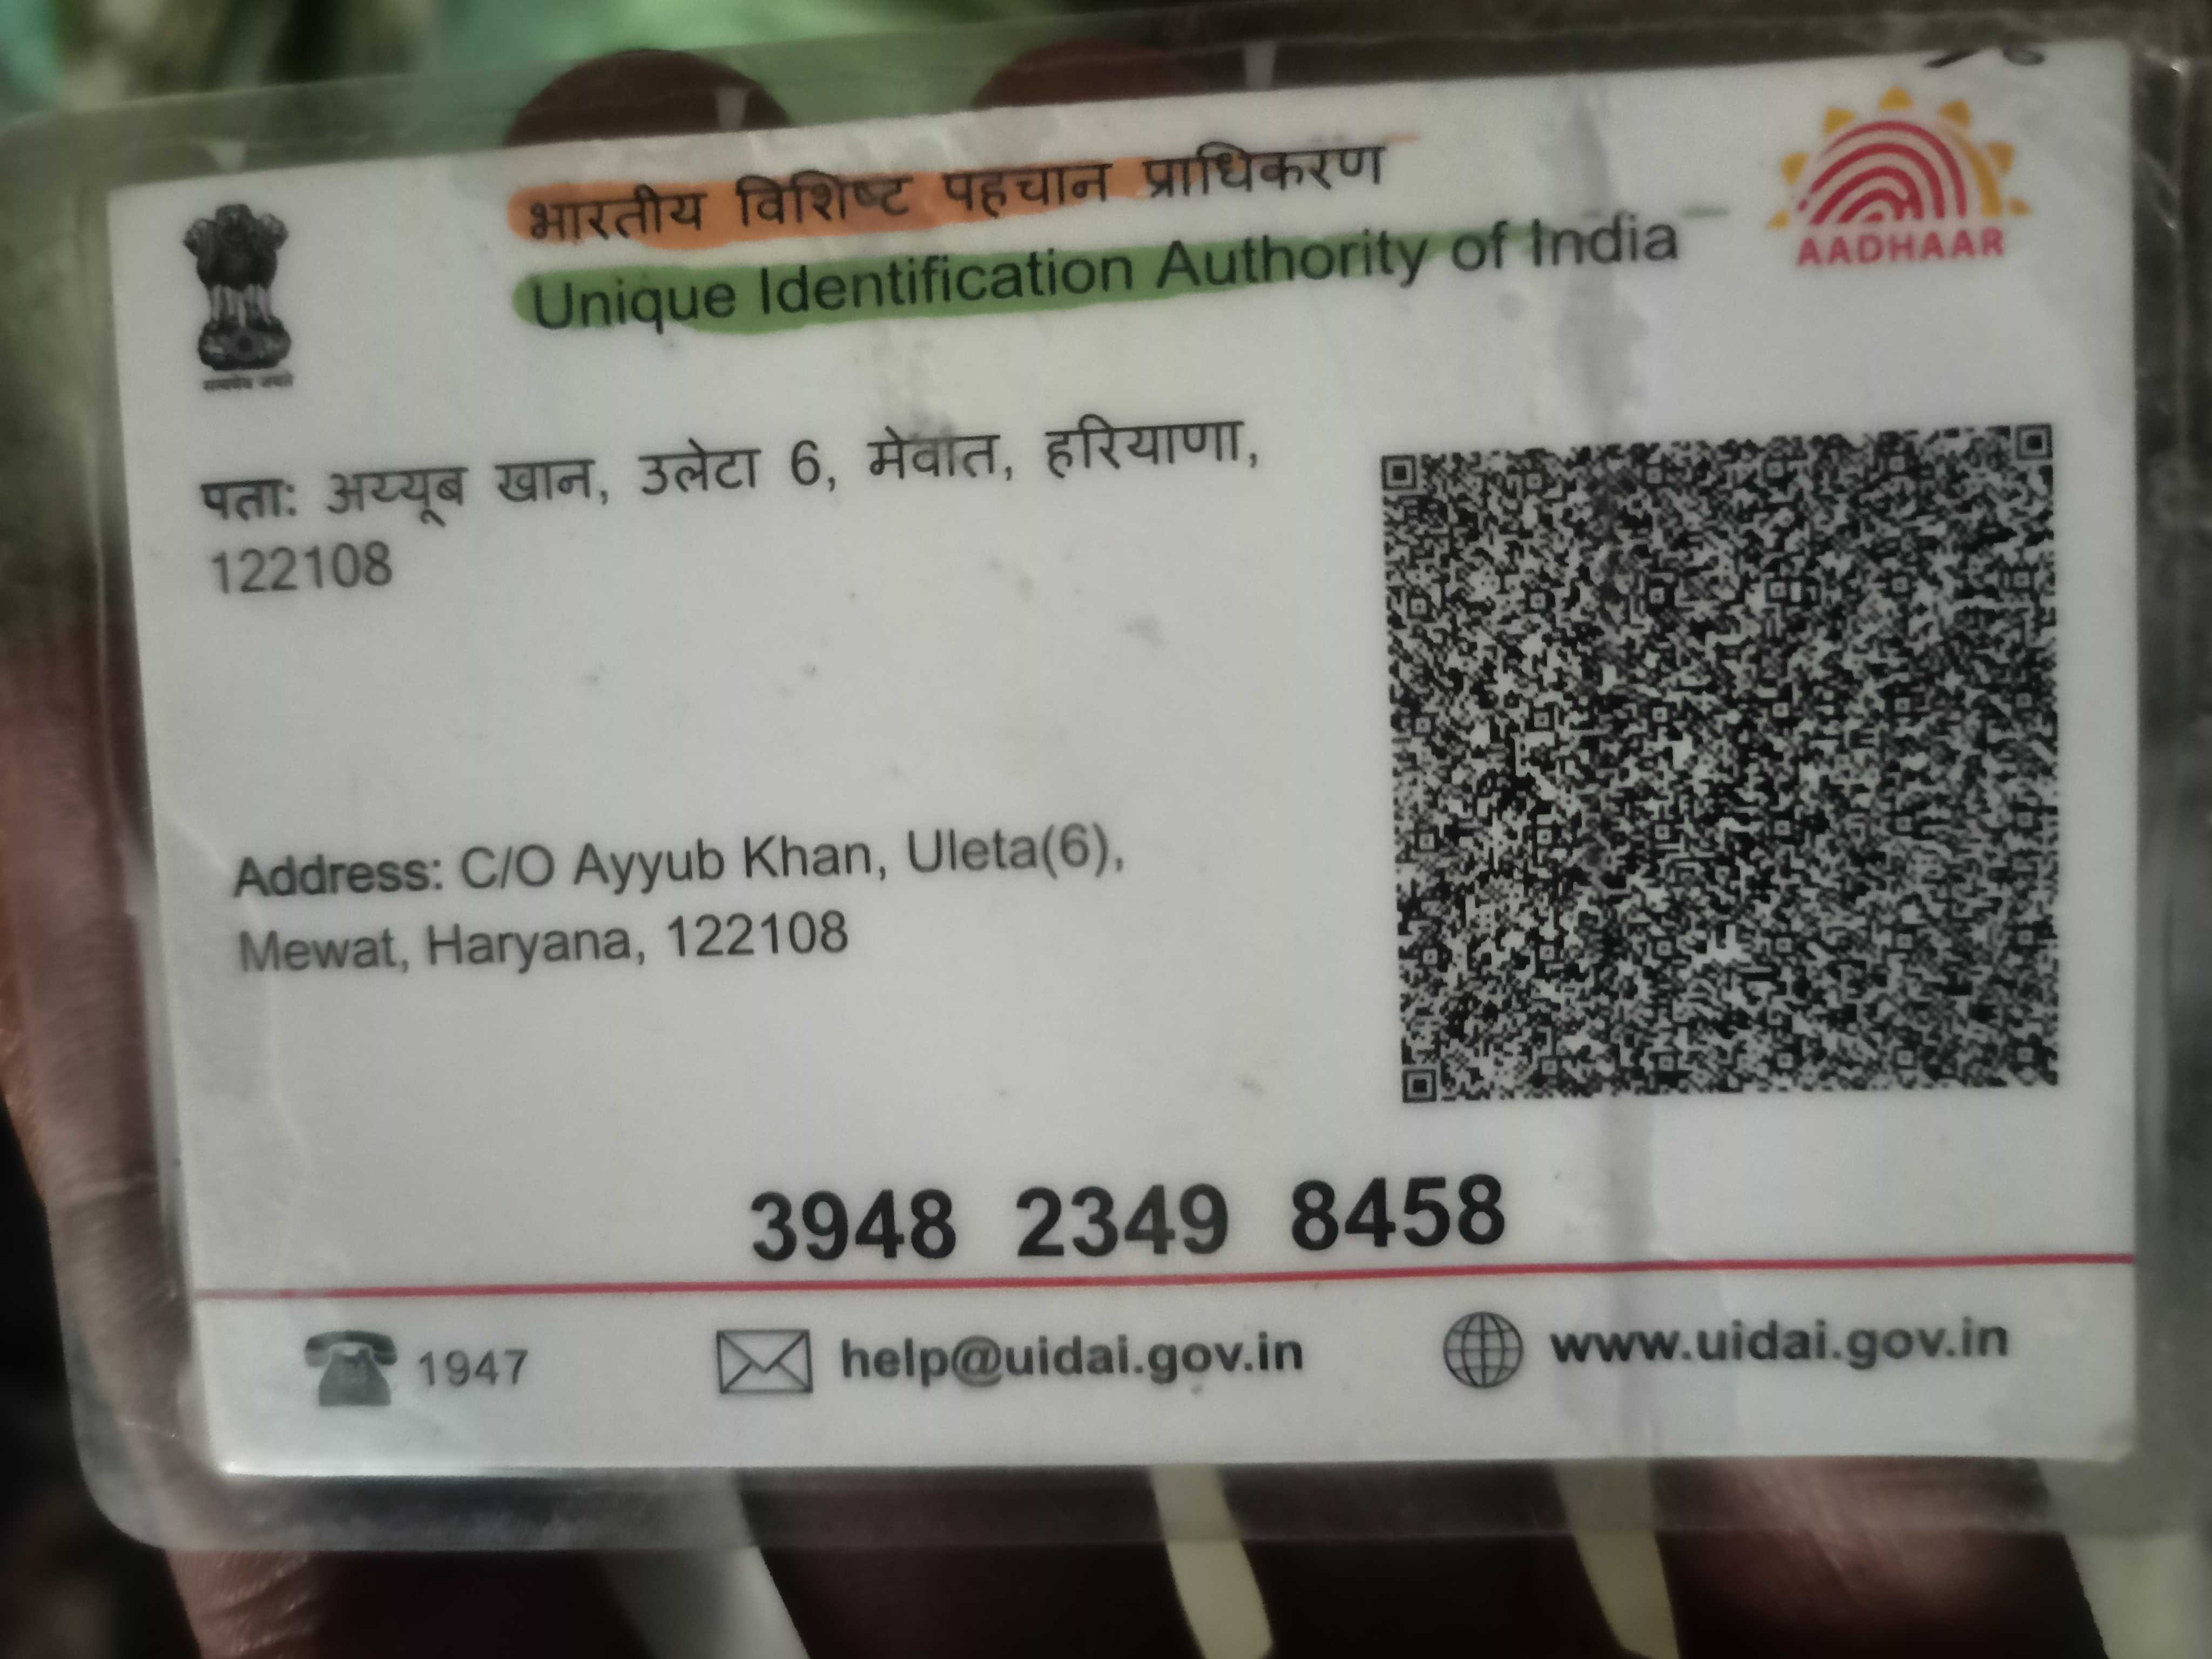 भारतीय विशिष्ट पहचान प्राधिकरण
Unique Identification Authority of India
AADHAAR
सत्यमेव जयते
पता: अय्यूब खान, उलेटा 6, मेवात, हरियाणा,
122108
Address: C/O Ayyub Khan, Uleta(6),
Mewat, Haryana, 122108
3948 2349 8458
1947
help@uidai.gov.in
www.uidai.gov.in